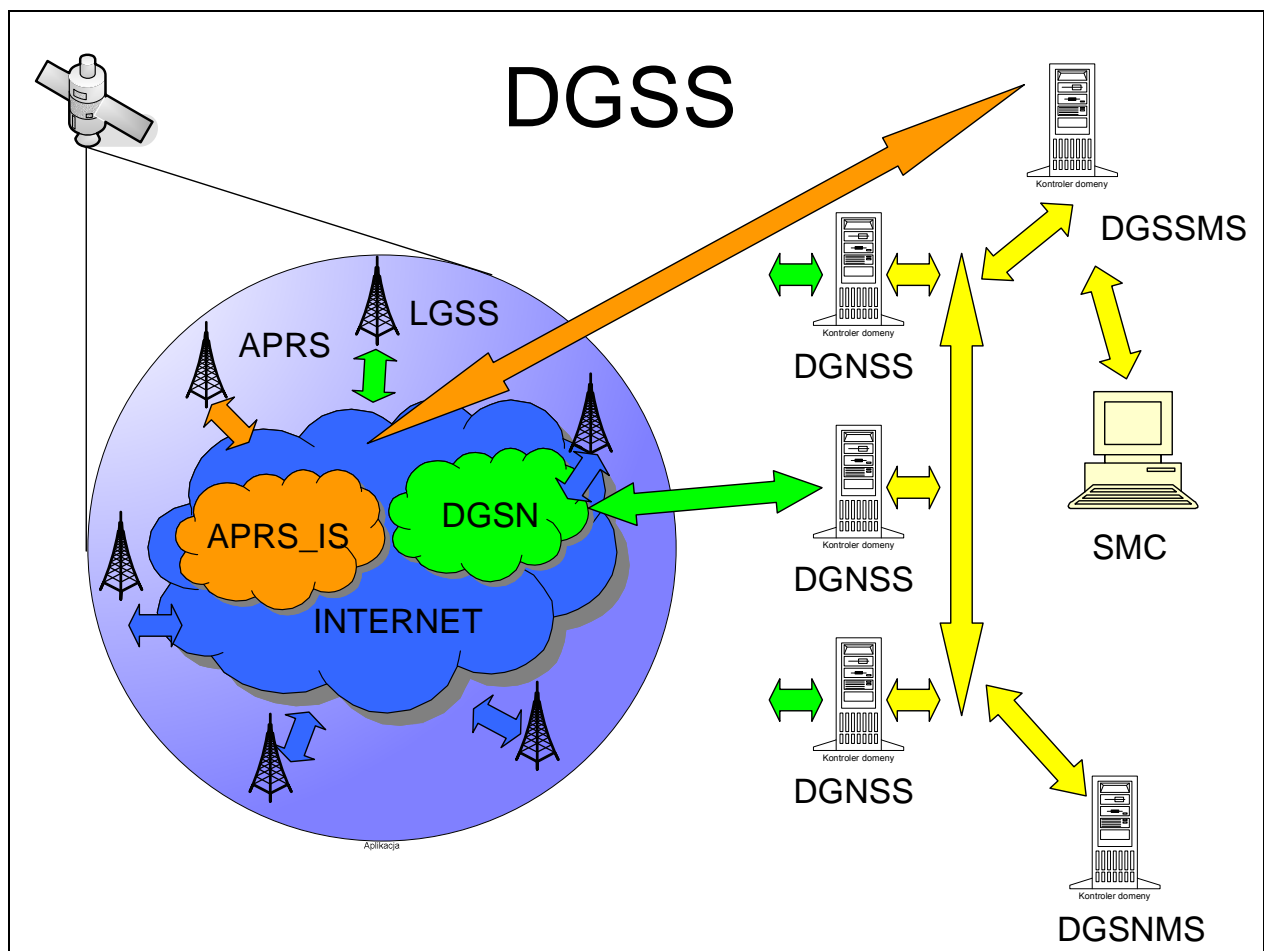 DGSS
Kontroler domeny
DGSSMS
LGSS
APRS
Kontroler domeny
DGNSS
APRS_IS
DGSN
INTERNET
Kontroler domeny
DGNSS
SMC
Kontroler domeny
DGNSS
Aplikacja
Kontroler domeny
DGSNMS